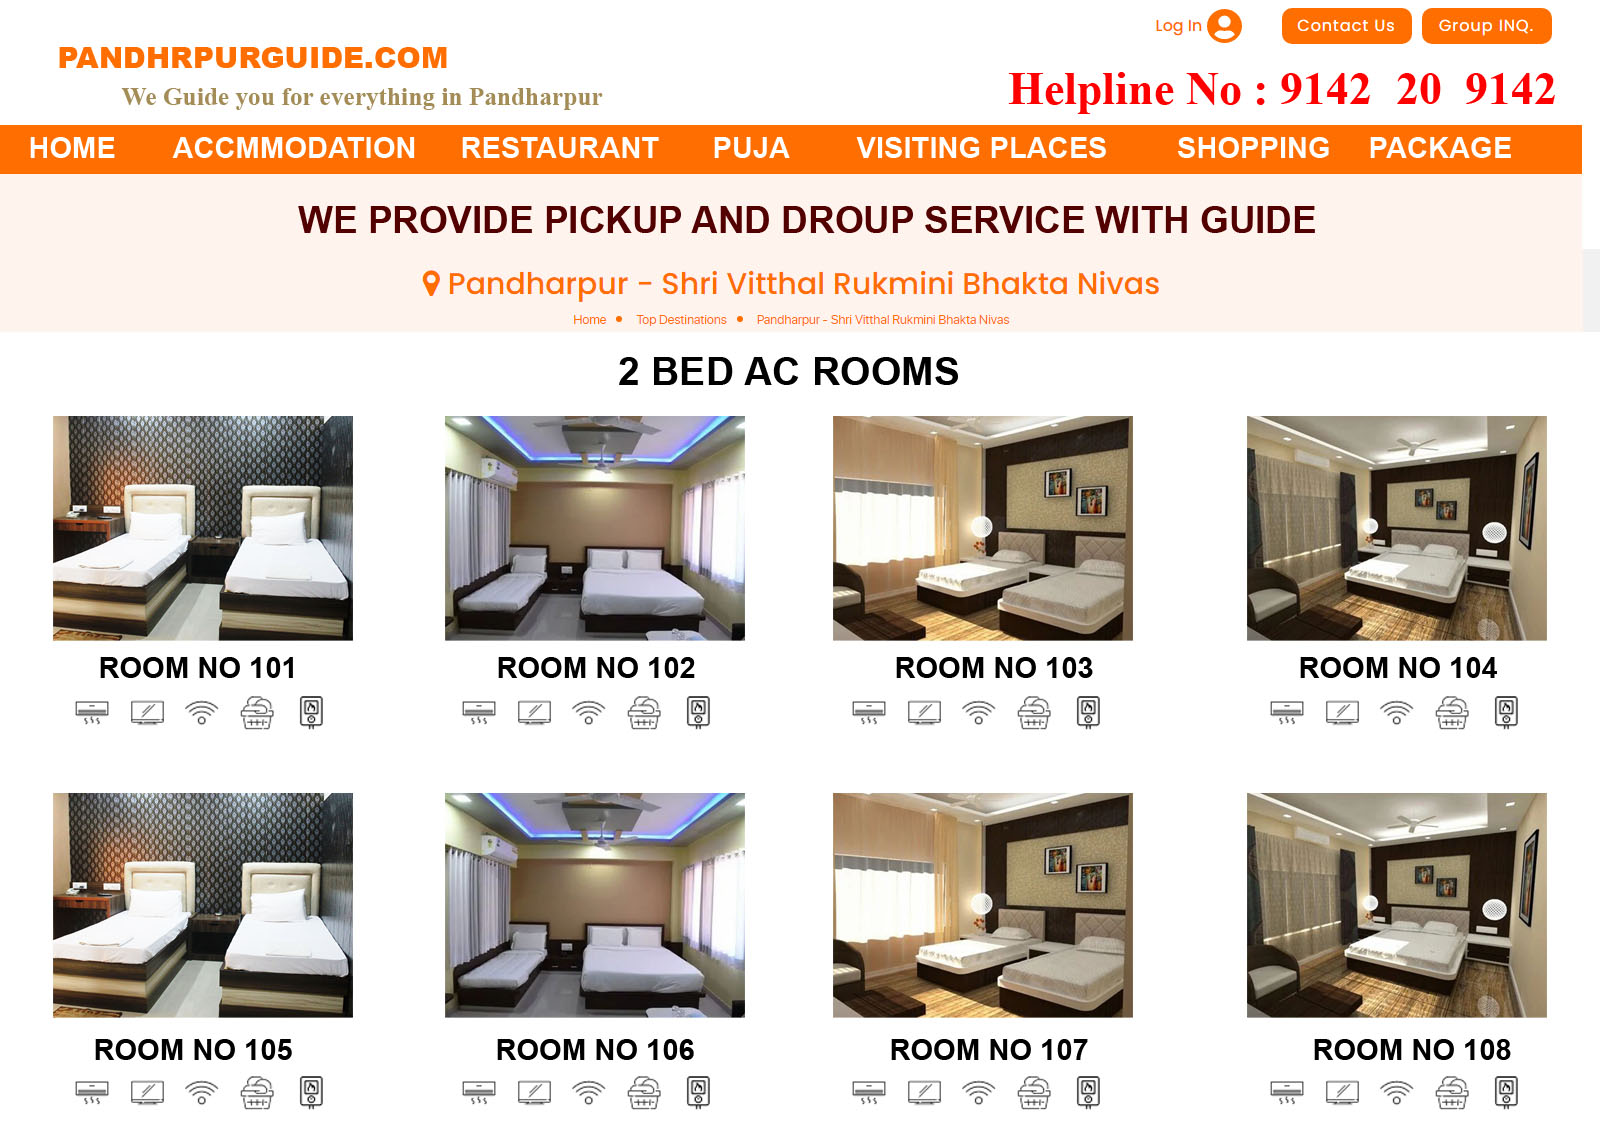 Log In
Contact Us
Group INQ.
PANDHRPURGUIDE.COM
We Guide you for everything in Pandharpur
Helpline No : 9142 20 9142
HOME ACCMMODATION RESTAURANT PUJA VISITING PLACES SHOPPING PACKAGE
WE PROVIDE PICKUP AND DROUP SERVICE WITH GUIDE
Pandharpur - Shri Vitthal Rukmini Bhakta Nivas
Home • Top Destinations • Pandharpur - Shri Vitthal Rukmini Bhakta Nivas
2 BED AC ROOMS
ROOM NO 101
ROOM NO 102
ROOM NO 103
ROOM NO 104
ROOM NO 105
ROOM NO 106
ROOM NO 107
ROOM NO 108